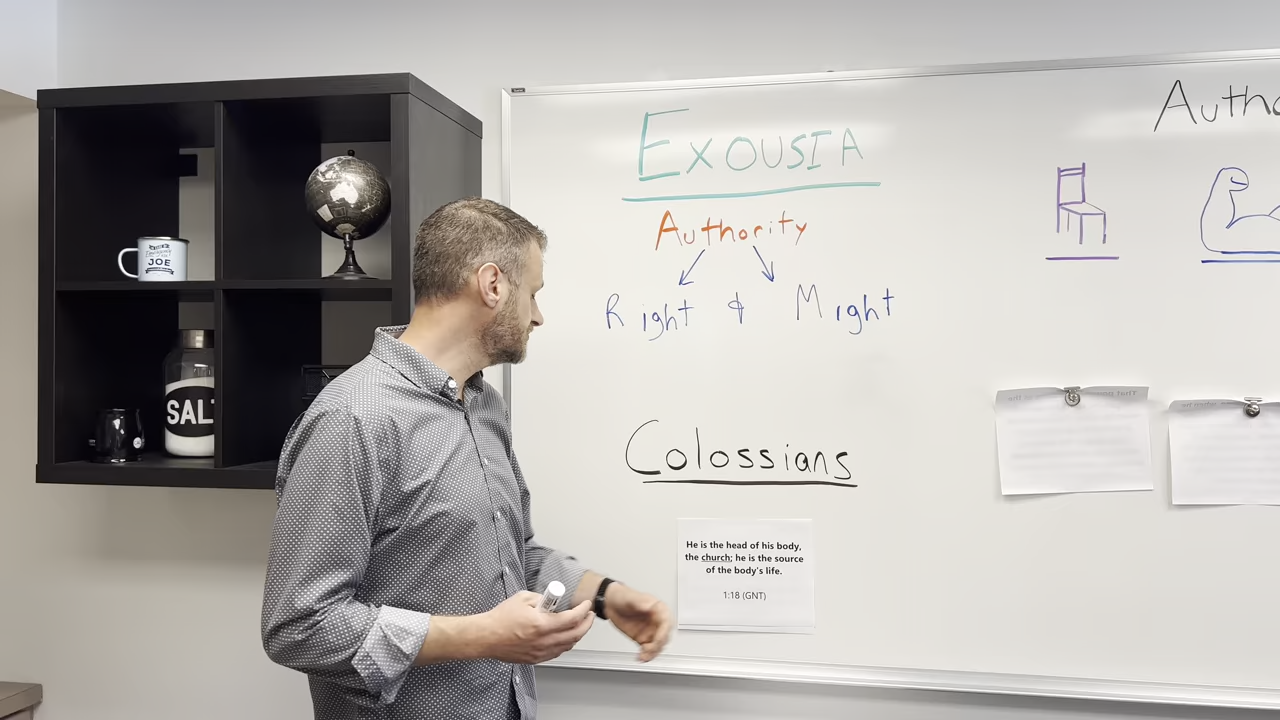 Autho
EXOUSIA
Authority
Right & Might
JOE
SALT
Colossians
He is the head of his body,
the church; he is the source
of the body's life.
1:18 (GNT)